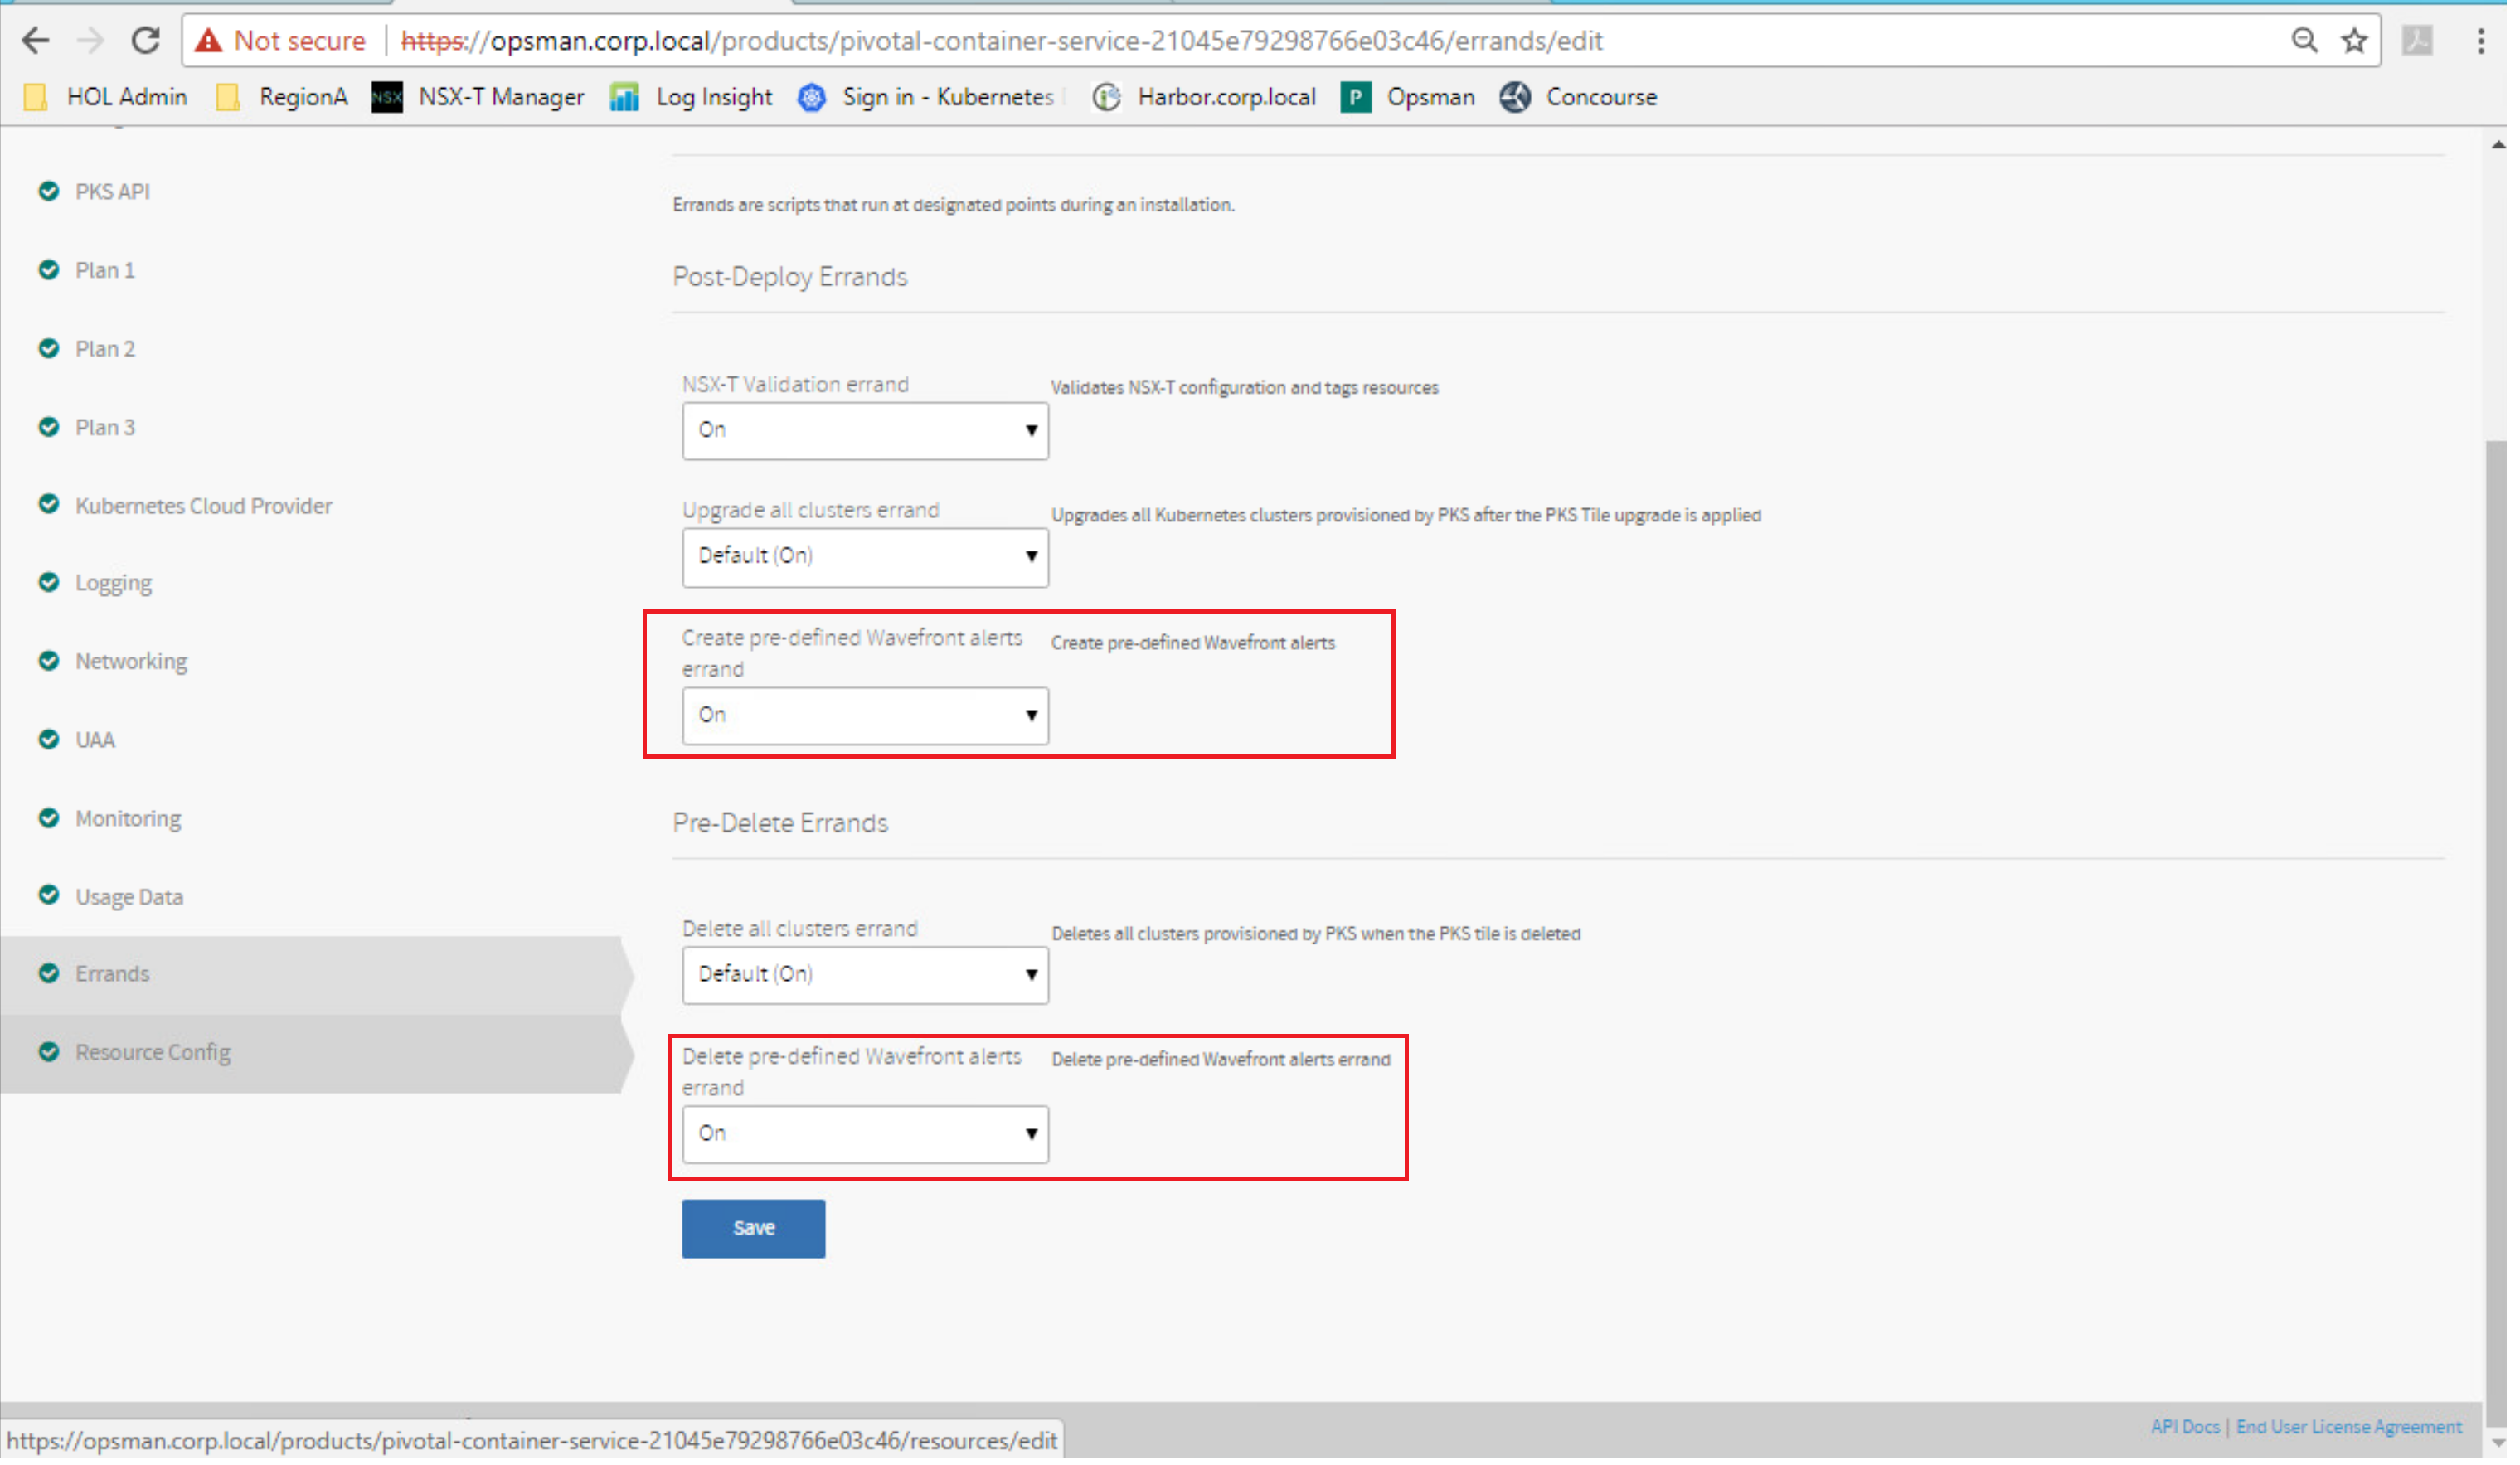 Not secure | https://opsman.corp.local/products/pivotal-container-service-21045e79298766e03c46/errands/edit
HOL Admin RegionA NSX NSX-T Manager Log Insight Sign in - Kubernetes Harbor.corp.local P Opsman Concourse
PKS API
Plan 1
Plan 2
Plan 3
Kubernetes Cloud Provider
Logging
Networking
UAA
Monitoring
Usage Data
Errands
Resource Config
Errands are scripts that run at designated points during an installation.
Post-Deploy Errands
NSX-T Validation errand
Validates NSX-T configuration and tags resources
On
Upgrade all clusters errand
Upgrades all Kubernetes clusters provisioned by PKS after the PKS Tile upgrade is applied
Default (On)
Create pre-defined Wavefront alerts
errand
Create pre-defined Wavefront alerts
On
Pre-Delete Errands
Delete all clusters errand
Deletes all clusters provisioned by PKS when the PKS tile is deleted
Default (On)
Delete pre-defined Wavefront alerts
errand
Delete pre-defined Wavefront alerts errand
On
Save
API Docs | End User License Agreement
https://opsman.corp.local/products/pivotal-container-service-21045e79298766e03c46/resources/edit